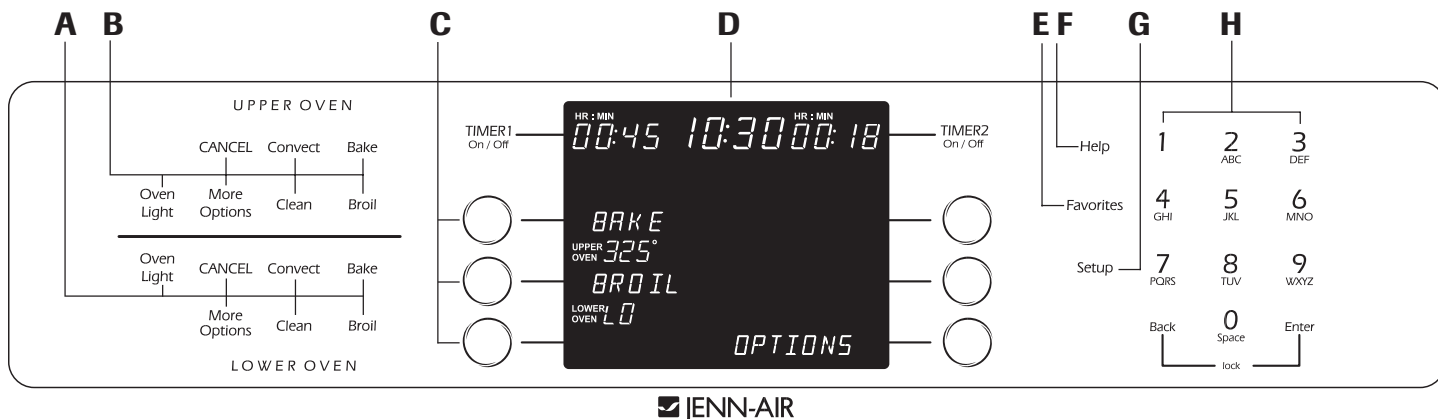 A B C D E F G H
UPPER OVEN
CANCEL Convect Bake
Oven Light More Options Clean Broil
Oven Light CANCEL Convect Bake
More Options Clean Broil
LOWER OVEN
TIMER1
On / Off
HR : MIN HR : MIN
00:45 10:30 00:18
BAKE
UPPER OVEN 325°
BROIL
LOWER OVEN LO
OPTIONS
TIMER2
On / Off
Help
Favorites
Setup
1 2 3
ABC DEF
4 5 6
GHI JKL MNO
7 8 9
PQRS TUV WXYZ
Back 0 Enter
Space
lock
JENN-AIR